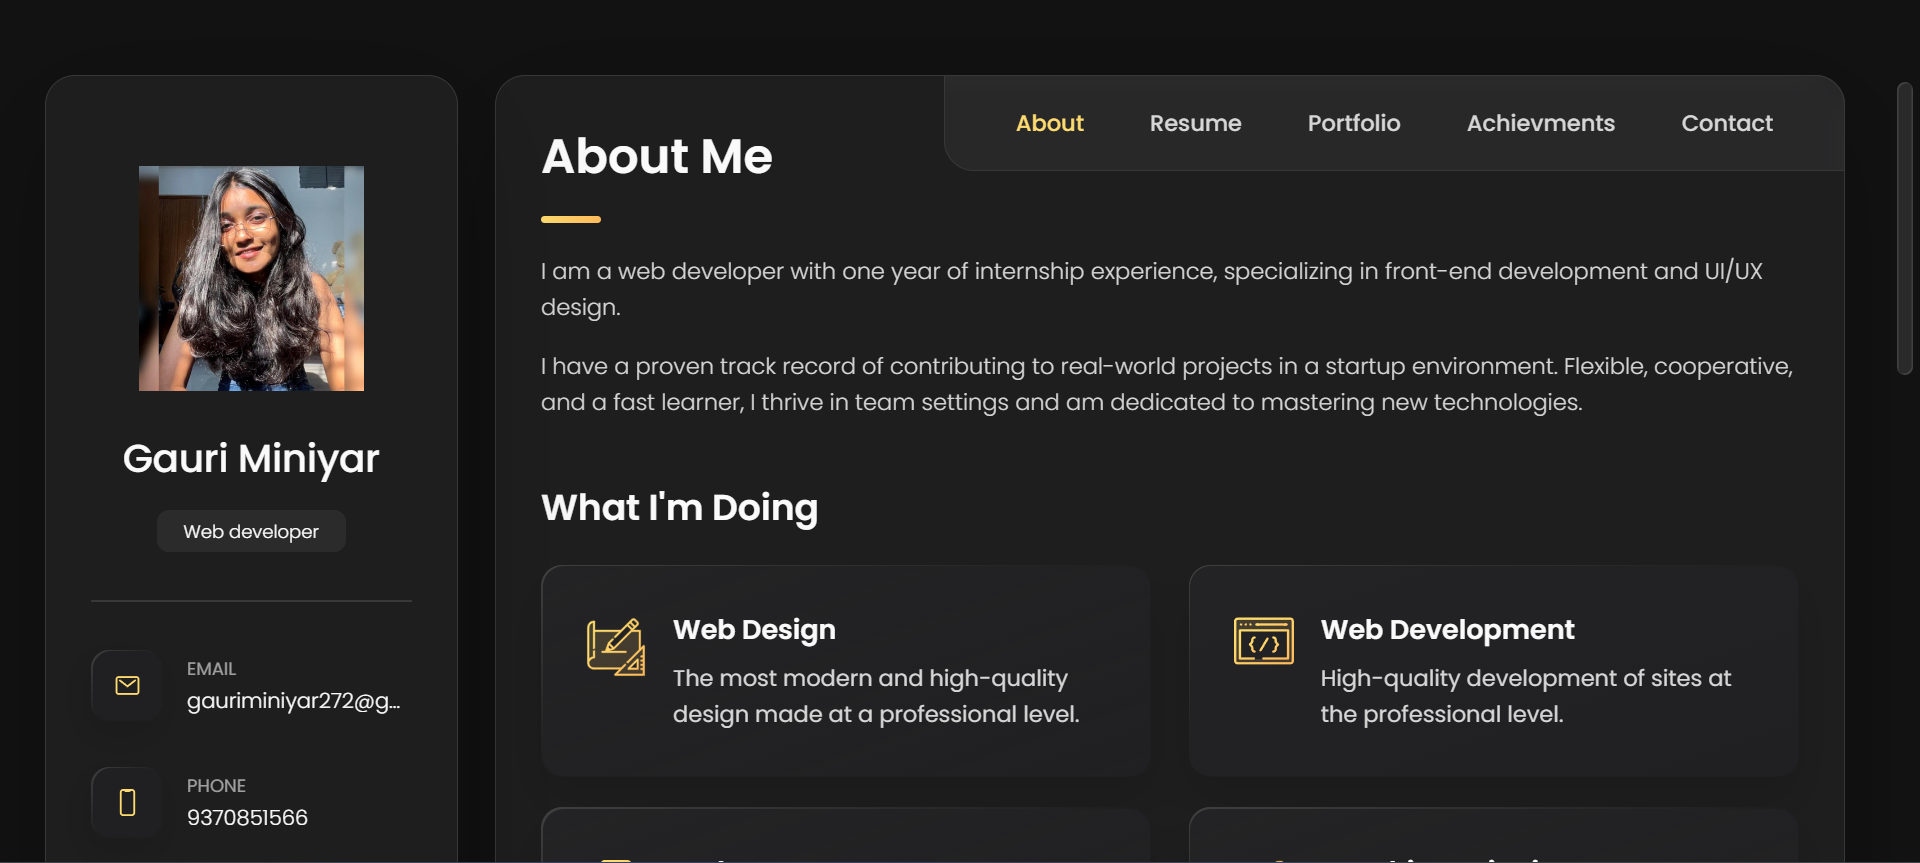 Gauri Miniyar
Web developer
EMAIL
gauriminiyar272@g...
PHONE
9370851566
About
Resume
Portfolio
Achievments
Contact
About Me
I am a web developer with one year of internship experience, specializing in front-end development and UI/UX
design.
I have a proven track record of contributing to real-world projects in a startup environment. Flexible, cooperative,
and a fast learner, I thrive in team settings and am dedicated to mastering new technologies.
What I'm Doing
Web Design
The most modern and high-quality
design made at a professional level.
Web Development
High-quality development of sites at
the professional level.